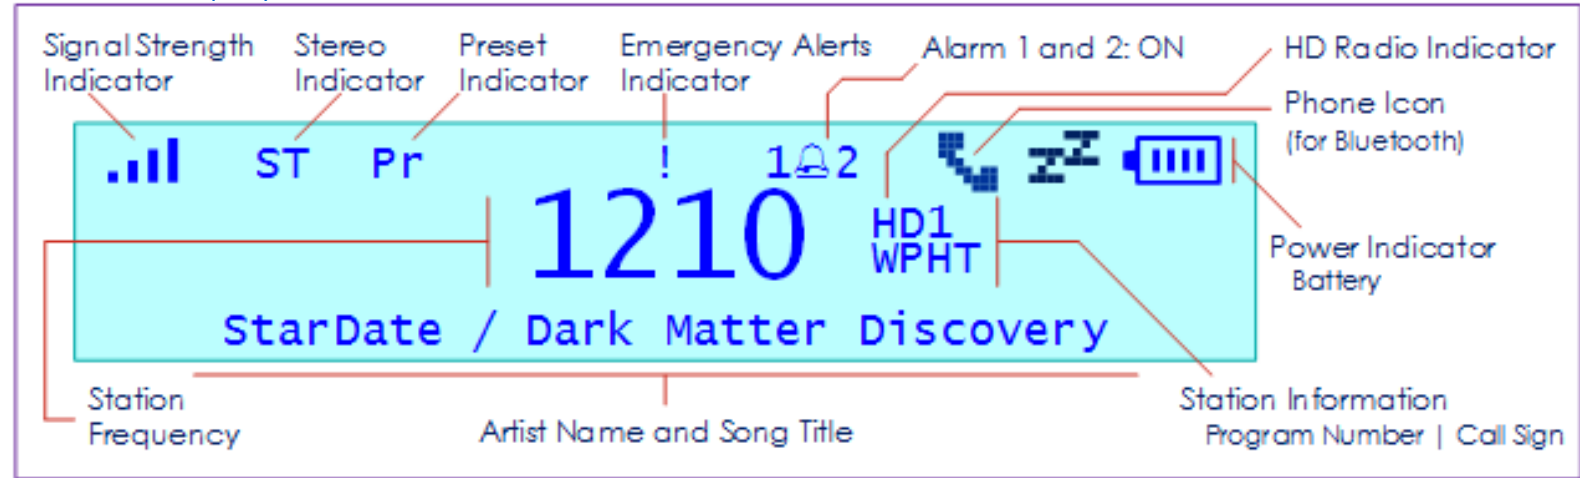 Signal Strength
Indicator
Stereo
Indicator
Preset
Indicator
Emergency Alerts
Indicator
Alarm 1 and 2: ON
HD Radio Indicator
Phone Icon
(for Bluetooth)
ST Pr ! 1 2
1210
HD1
WPHT
StarDate / Dark Matter Discovery
Power Indicator
Battery
Station
Frequency
Artist Name and Song Title
Station Information
Program Number | Call Sign